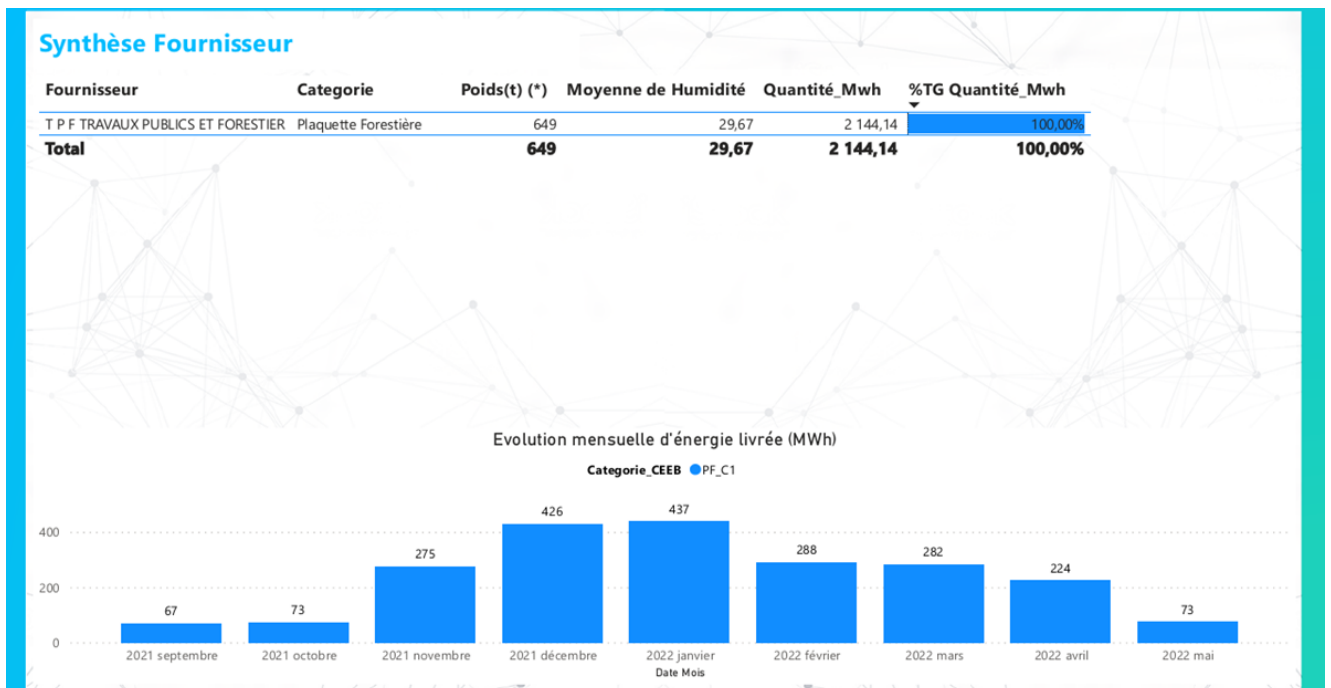 Synthèse Fournisseur
Fournisseur Categorie Poids(t) (*) Moyenne de Humidité Quantité_Mwh %TG Quantité_Mwh
T P F TRAVAUX PUBLICS ET FORESTIER Plaquette Forestière 649 29,67 2 144,14 100,00%
Total 649 29,67 2 144,14 100,00%
Evolution mensuelle d'énergie livrée (MWh)
Categorie_CEEB PF_C1
400
200
0
67 73 275 426 437 288 282 224 73
2021 septembre 2021 octobre 2021 novembre 2021 décembre 2022 janvier 2022 février 2022 mars 2022 avril 2022 mai
Date Mois